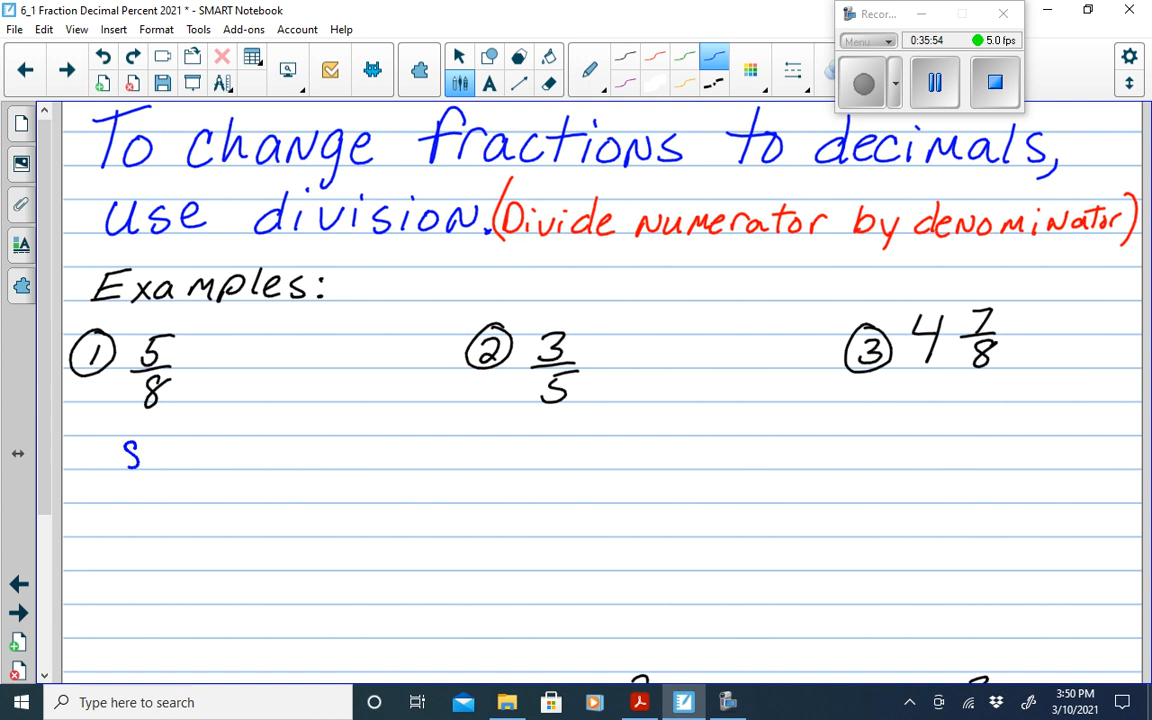 6_1 Fraction Decimal Percent 2021 * - SMART Notebook
Recor...
File Edit View Insert Format Tools Add-ons Account Help
Menu 0:35:54 5.0 fps
To change fractions to decimals,
use division. (Divide numerator by denominator)
Examples:
① 5/8 ② 3/5 ③ 4 7/8
Type here to search
3:50 PM
3/10/2021